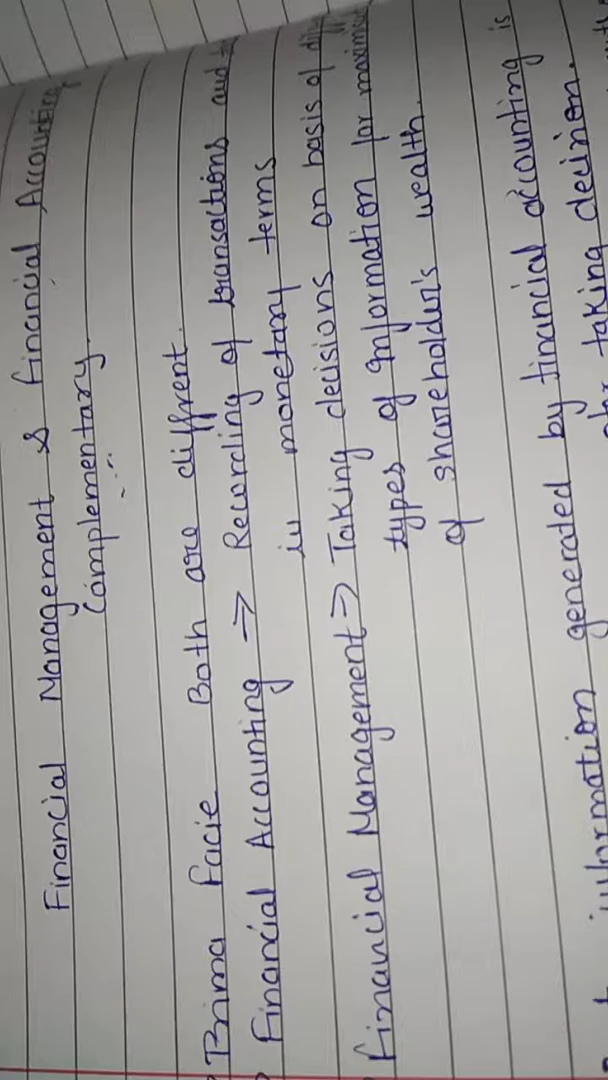 Financial Management & Financial Accounting
Complementary.
Prima Facie Both are diffrent.
Financial Accounting → Recording of transactions and
in monetary terms
Financial Management → Taking decisions on basis of
types of information for
of shareholder's wealth.
information generated by financial accounting is
taking decision.